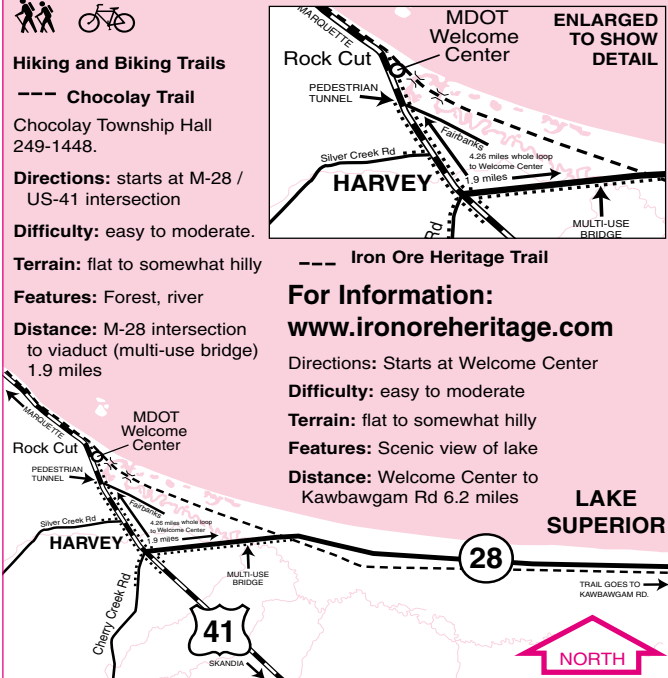 Hiking and Biking Trails
--- Chocolay Trail
Chocolay Township Hall
249-1448.
Directions: starts at M-28 /
US-41 intersection
Difficulty: easy to moderate.
Terrain: flat to somewhat hilly
Features: Forest, river
Distance: M-28 intersection
to viaduct (multi-use bridge)
1.9 miles
MARQUETTE
MDOT
Welcome
Center
ENLARGED
TO SHOW
DETAIL
Rock Cut
PEDESTRIAN
TUNNEL
Fairbanks
Silver Creek Rd
4.26 miles whole loop
to Welcome Center
1.9 miles
HARVEY
Rd
MULTI-USE
BRIDGE
--- Iron Ore Heritage Trail
For Information:
www.ironoreheritage.com
Directions: Starts at Welcome Center
Difficulty: easy to moderate
Terrain: flat to somewhat hilly
Features: Scenic view of lake
Distance: Welcome Center to
Kawbawgam Rd 6.2 miles
MARQUETTE
MDOT
Welcome
Center
Rock Cut
PEDESTRIAN
TUNNEL
Fairbanks
Silver Creek Rd
4.26 miles whole loop
to Welcome Center
1.9 miles
HARVEY
MULTI-USE
BRIDGE
Cherry Creek Rd
41
SKANDIA
LAKE
SUPERIOR
28
TRAIL GOES TO
KAWBAWGAM RD.
NORTH